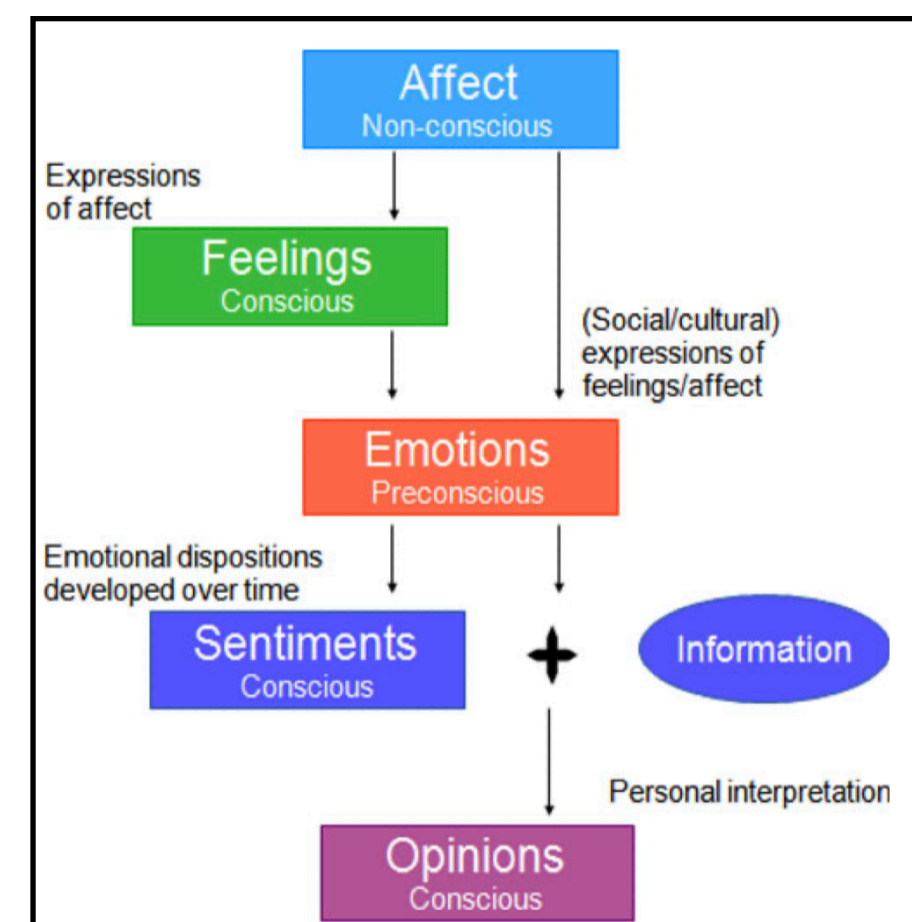 Affect
Non-conscious
Expressions
of affect
Feelings
Conscious
(Social/cultural)
expressions of
feelings/affect
Emotions
Preconscious
Emotional dispositions
developed over time
Sentiments
Conscious
Information
Personal interpretation
Opinions
Conscious